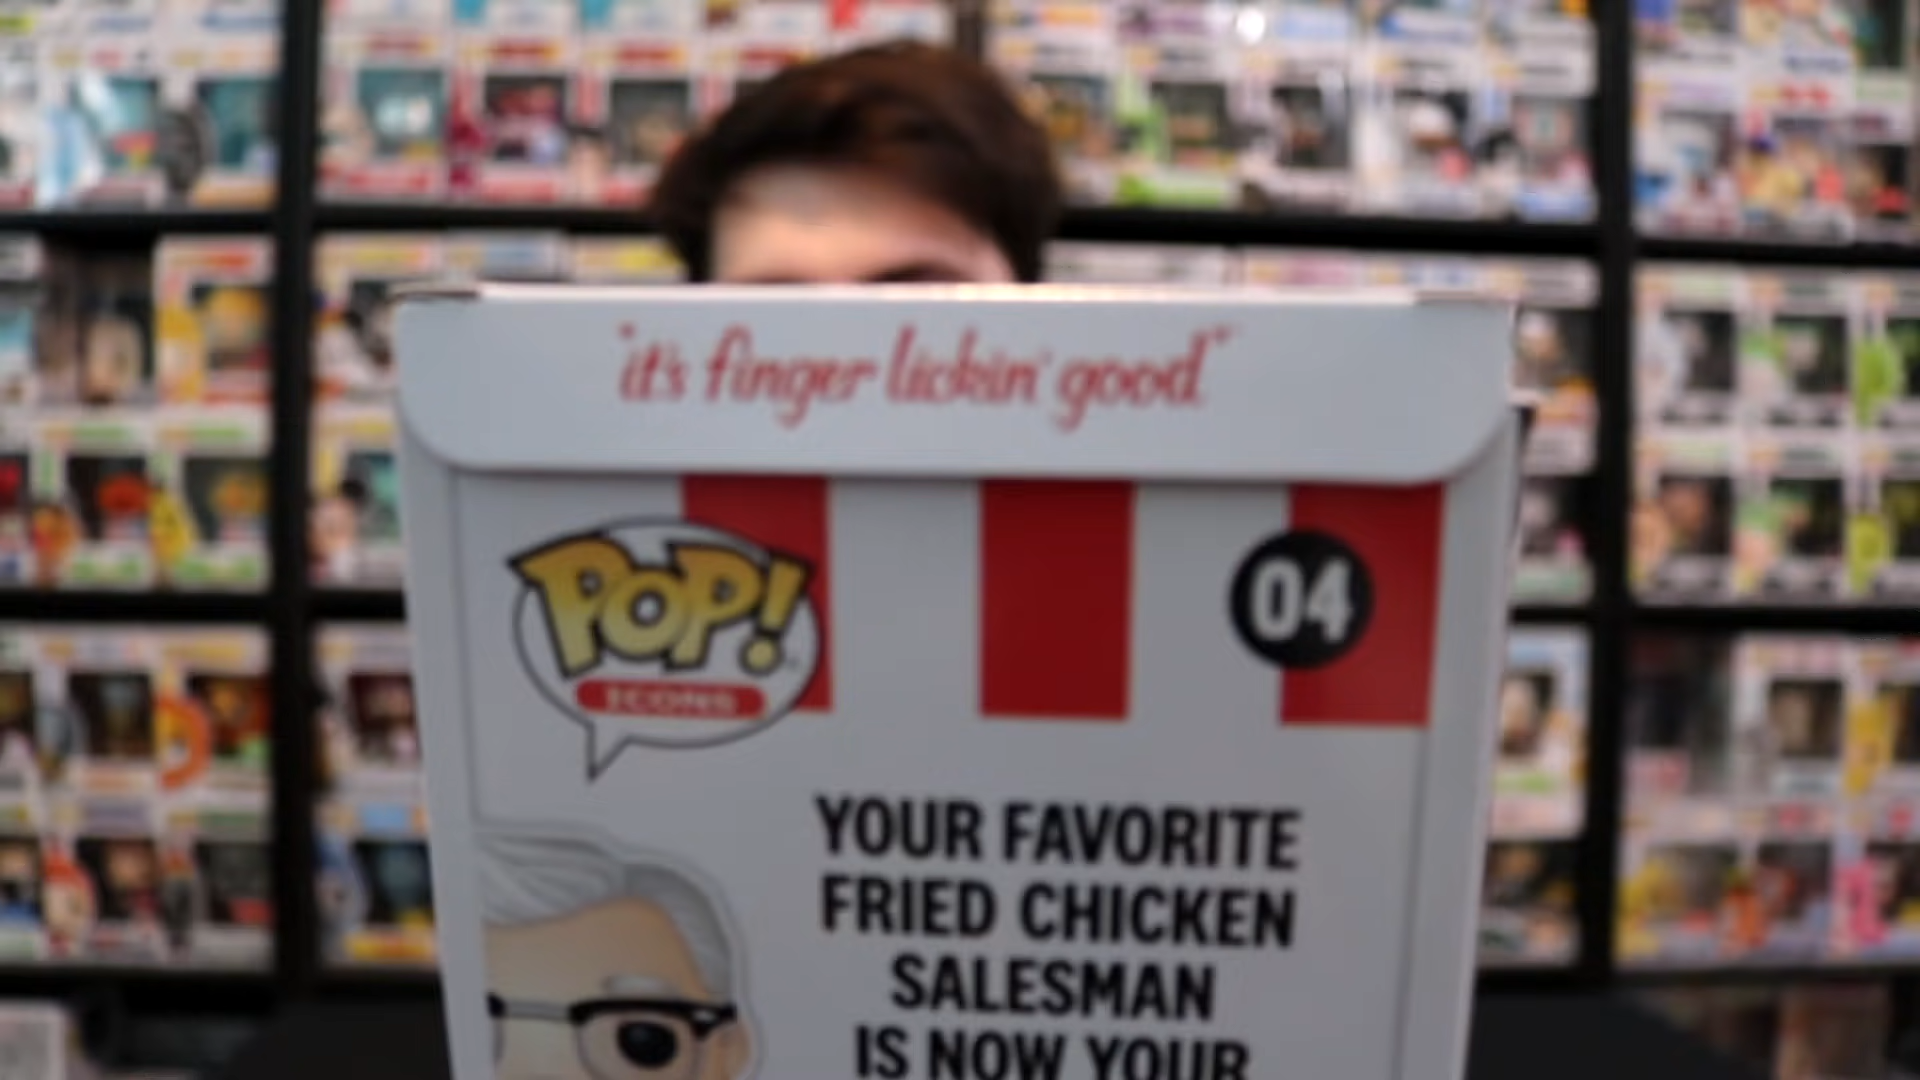 "it's finger lickin' good"
POP!
ICONS
04
YOUR FAVORITE
FRIED CHICKEN
SALESMAN
IS NOW YOUR